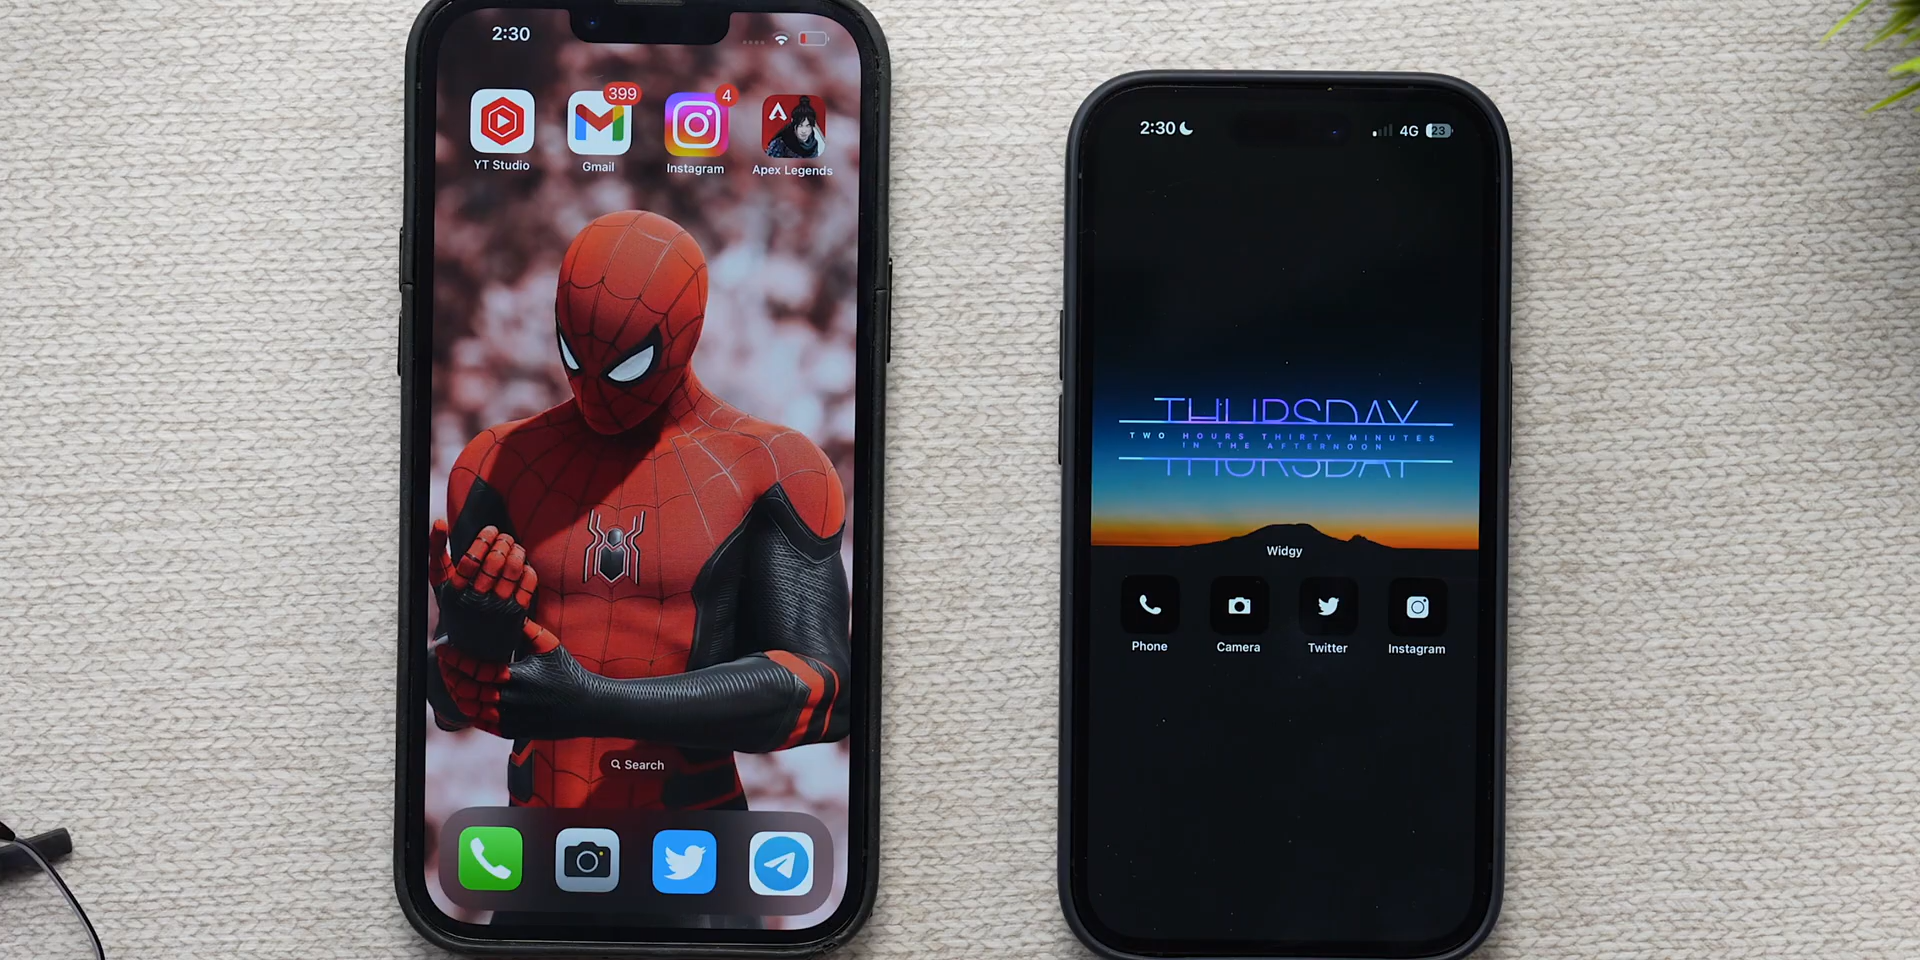 2:30
399
4
YT Studio
Gmail
Instagram
Apex Legends
Search
2:30
4G 23
THURSDAY
TWO HOURS THIRTY MINUTES
IN THE AFTERNOON
THURSDAY
Widgy
Phone
Camera
Twitter
Instagram